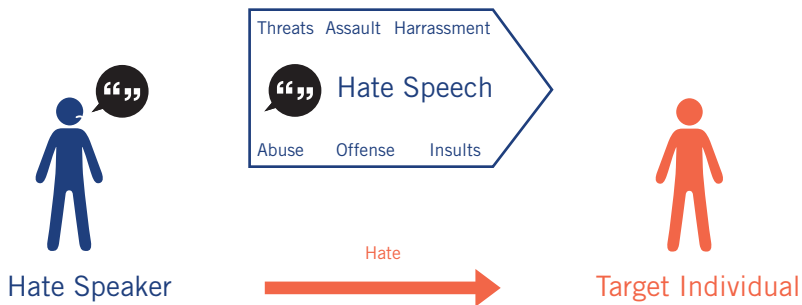 Threats Assault Harrassment
“„ “„ Hate Speech
Abuse Offense Insults
Hate
Hate Speaker Target Individual